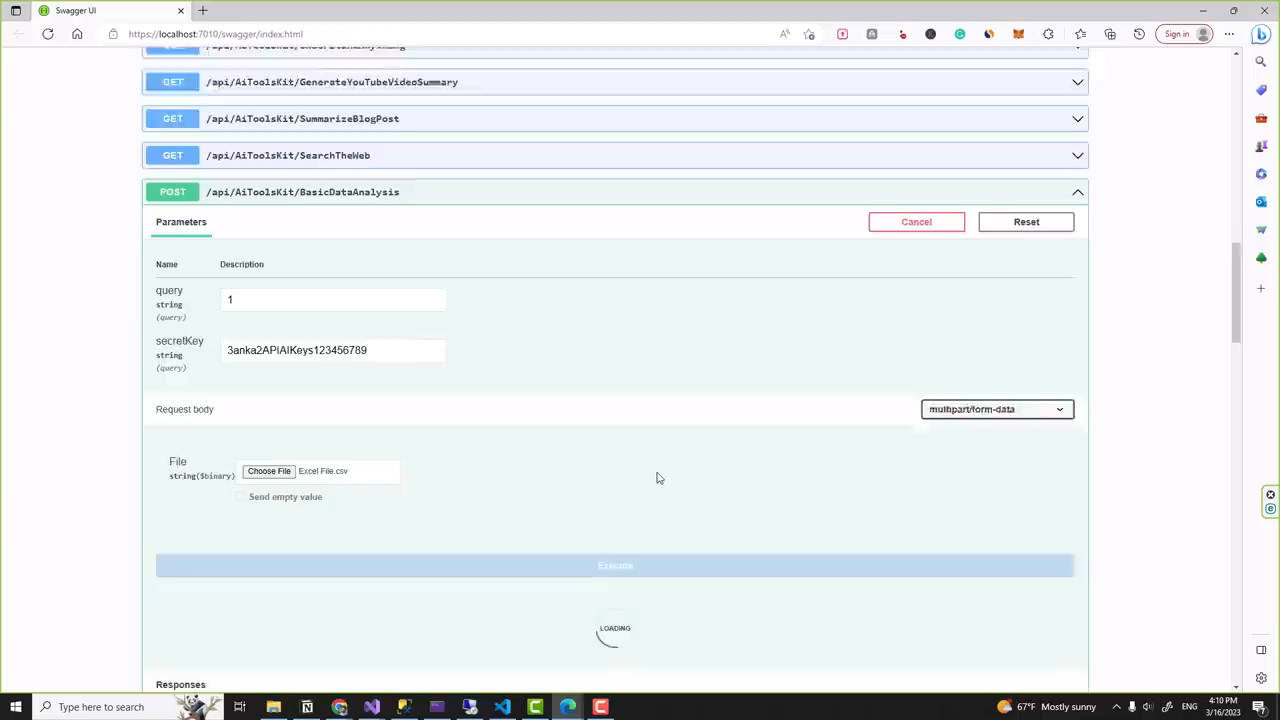 Swagger UI
https://localhost:7010/swagger/index.html
Sign in
GET /api/AiToolsKit/GenerateYouTubeVideoSummary
GET /api/AiToolsKit/SummarizeBlogPost
GET /api/AiToolsKit/SearchTheWeb
POST /api/AiToolsKit/BasicDataAnalysis
Parameters
Cancel
Reset
Name
Description
query
string
(query)
1
secretKey
string
(query)
3anka2APIAIKeys123456789
Request body
multipart/form-data
File
string($binary)
Choose File Excel File.csv
Send empty value
Execute
LOADING
Responses
Type here to search
67°F Mostly sunny
4:10 PM
3/16/2023